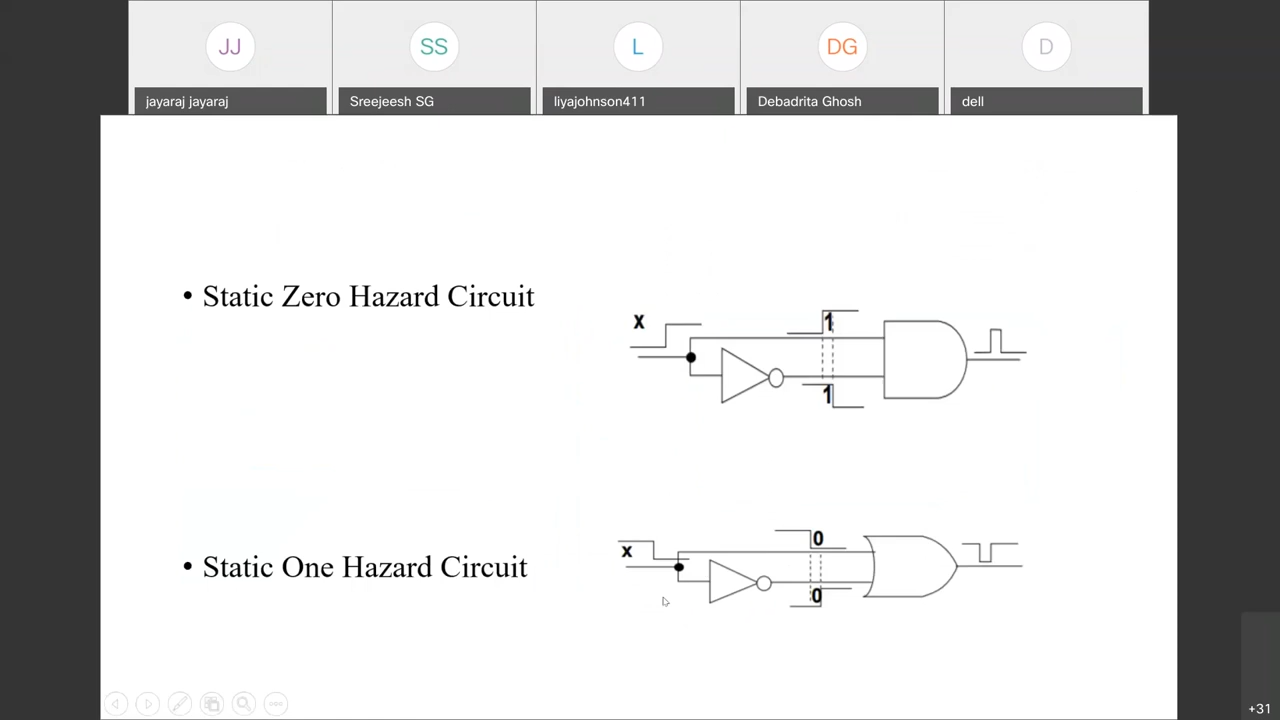 JJ
SS
L
DG
D
jayaraj jayaraj
Sreejeesh SG
liyajohnson411
Debadrita Ghosh
dell
• Static Zero Hazard Circuit
X
1
1
• Static One Hazard Circuit
X
0
0
+31